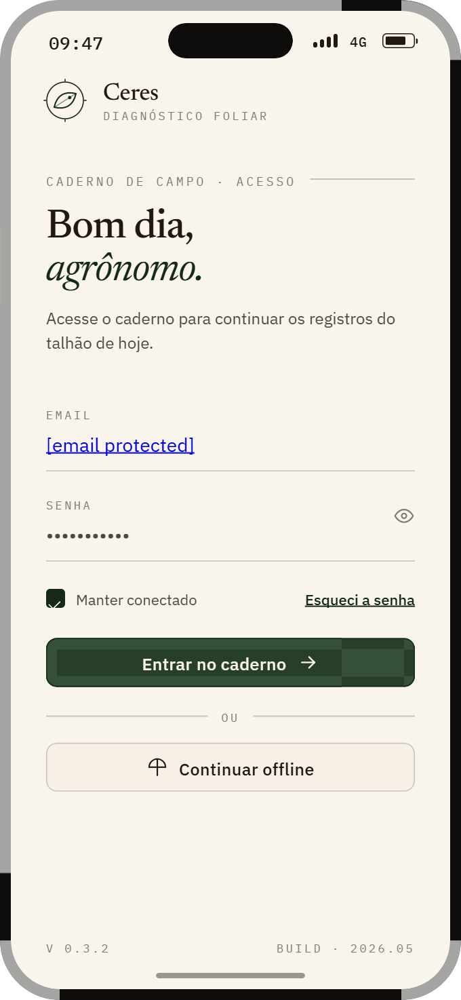 09:47
4G
Ceres
DIAGNÓSTICO FOLIAR
CADERNO DE CAMPO · ACESSO
Bom dia,
agrônomo.
Acesse o caderno para continuar os registros do
talhão de hoje.
EMAIL
[email protected]
SENHA
•••••••••••
Manter conectado
Esqueci a senha
Entrar no caderno →
OU
Continuar offline
V 0.3.2
BUILD · 2026.05